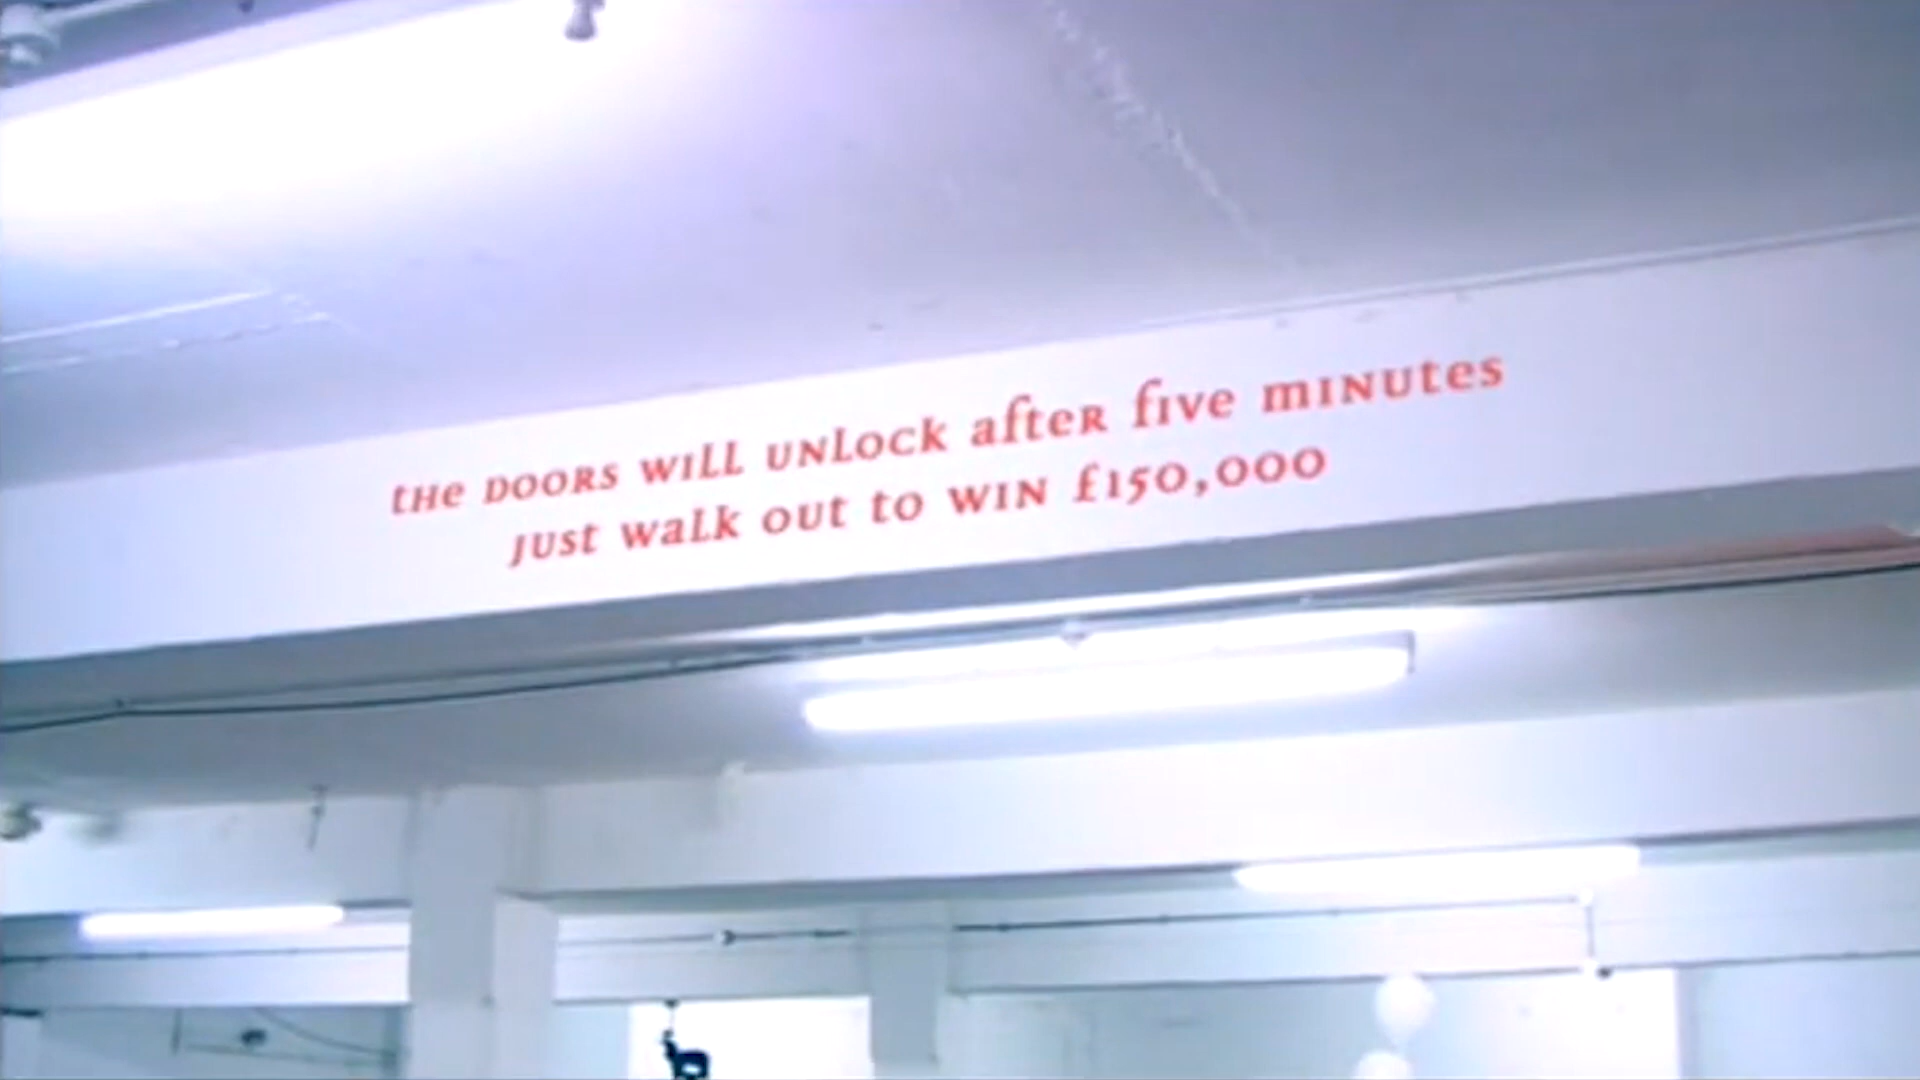 the doors will unlock after five minutes
just walk out to win £150,000